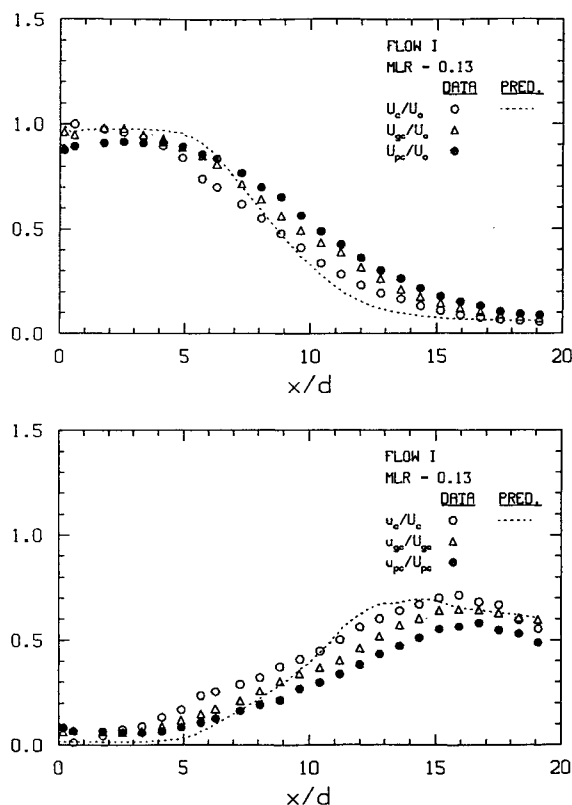 1.5
FLOW I
MLR - 0.13
DATA PRED.
U_c/U_o
U_gc/U_o
U_pc/U_o
1.0
0.5
0.0
0 5 10 15 20
x/d
1.5
FLOW I
MLR - 0.13
DATA PRED.
u_c/U_c
u_gc/U_gc
u_pc/U_pc
1.0
0.5
0.0
0 5 10 15 20
x/d